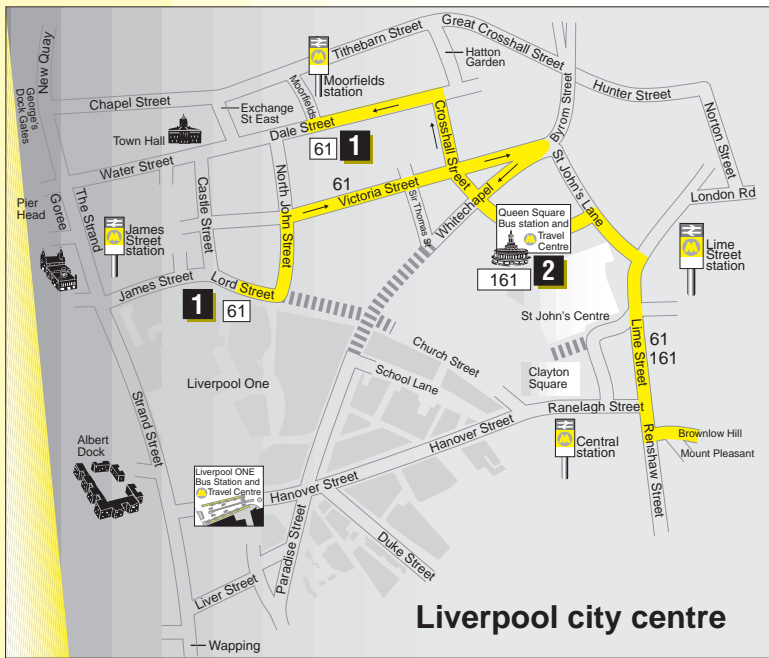 New Quay
George's
Dock Gates
Chapel Street
Tithebarn Street
Great Crosshall Street
Hatton
Garden
Hunter Street
Norton Street
London Rd
Byrom Street
Moorfields
station
Moorfields
Exchange
St East
Town Hall
Dale Street
61
1
Water Street
Crosshall Street
61
Victoria Street
Sir Thomas St
Whitechapel
St John's Lane
Pier
Head
Goree
The Strand
Castle Street
North John Street
James
Street
station
James Street
Lord Street
1
61
Queen Square
Bus station and
Travel
Centre
161
2
Lime
Street
station
St John's Centre
61
161
Lime Street
Church Street
School Lane
Clayton
Square
Liverpool One
Ranelagh Street
Hanover Street
Central
station
Renshaw Street
Brownlow Hill
Mount Pleasant
Strand Street
Albert
Dock
Liverpool ONE
Bus Station and
Travel Centre
Hanover Street
Paradise Street
Duke Street
Liver Street
Wapping
Liverpool city centre